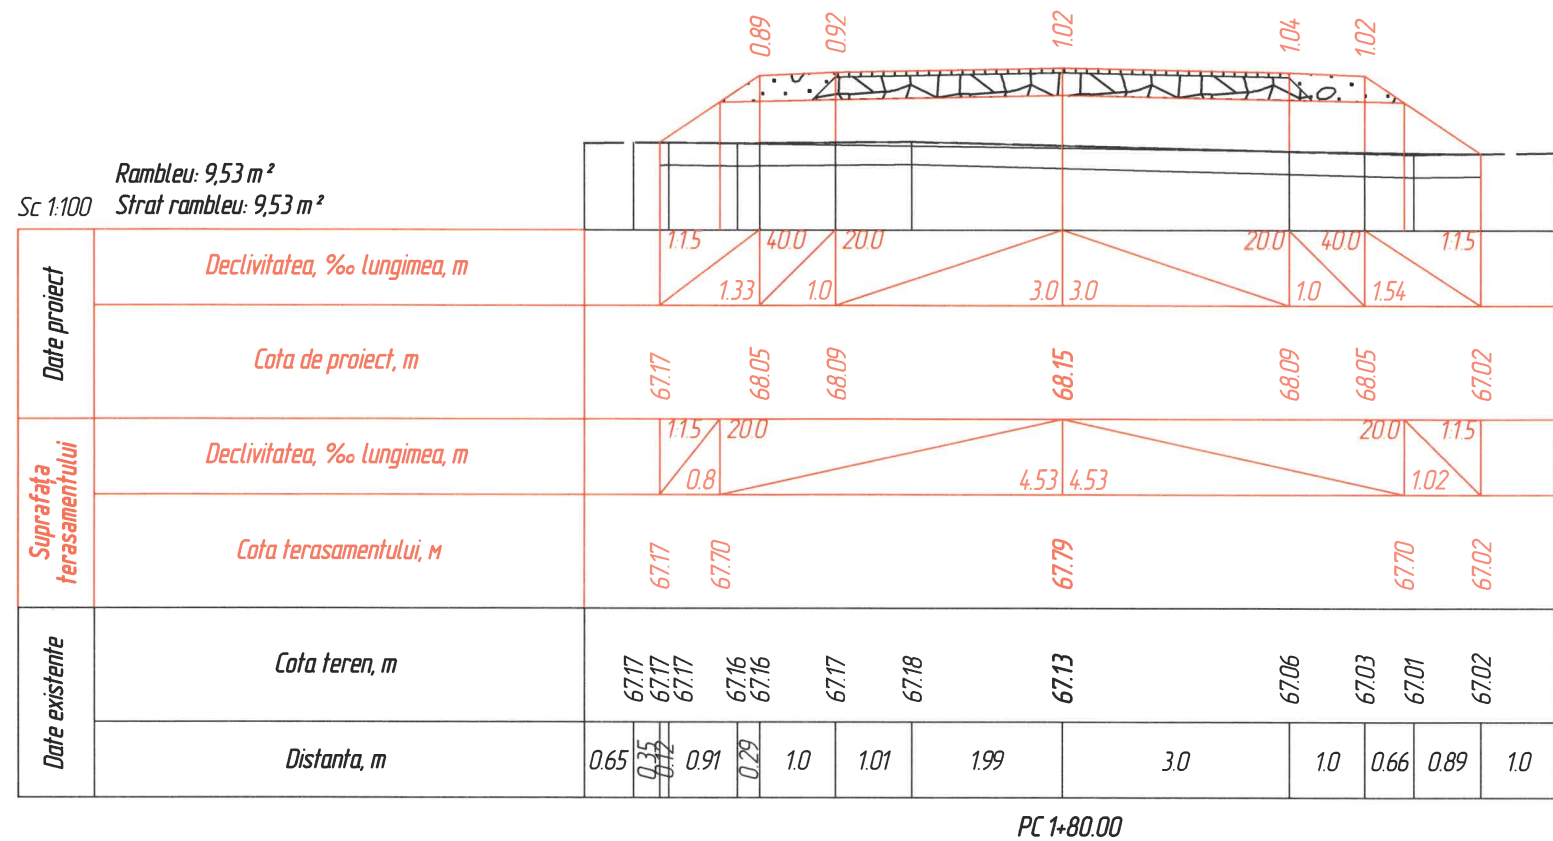 0.89 0.92 1.02 1.04 1.02
Rambleu: 9,53 m²
Sc 1:100 Strat rambleu: 9,53 m²
Date proiect
Declivitatea, ‰ lungimea, m
1:1.5 40.0 20.0 20.0 40.0 1:1.5
1.33 1.0 3.0 3.0 1.0 1.54
Cota de proiect, m
67.17 68.05 68.09 68.15 68.09 68.05 67.02
Suprafața
terasamentului
Declivitatea, ‰ lungimea, m
1:1.5 20.0 20.0 1:1.5
0.8 4.53 4.53 1.02
Cota terasamentului, м
67.17 67.70 67.79 67.70 67.02
Date existente
Cota teren, m
67.17 67.17 67.17 67.16 67.16 67.17 67.18 67.13 67.06 67.03 67.01 67.02
Distanta, m
0.65 0.35 0.12 0.91 0.29 1.0 1.01 1.99 3.0 1.0 0.66 0.89 1.0
PC 1+80.00